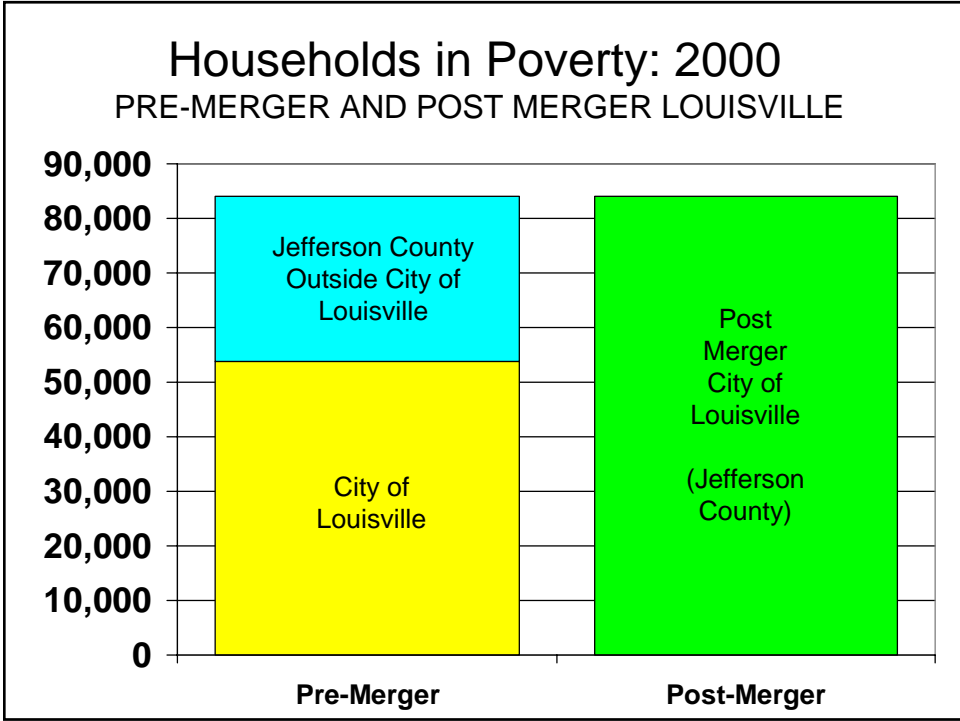 Households in Poverty: 2000
PRE-MERGER AND POST MERGER LOUISVILLE
90,000
80,000
70,000
60,000
50,000
40,000
30,000
20,000
10,000
0
Jefferson County
Outside City of
Louisville
City of
Louisville
Post
Merger
City of
Louisville
(Jefferson
County)
Pre-Merger
Post-Merger